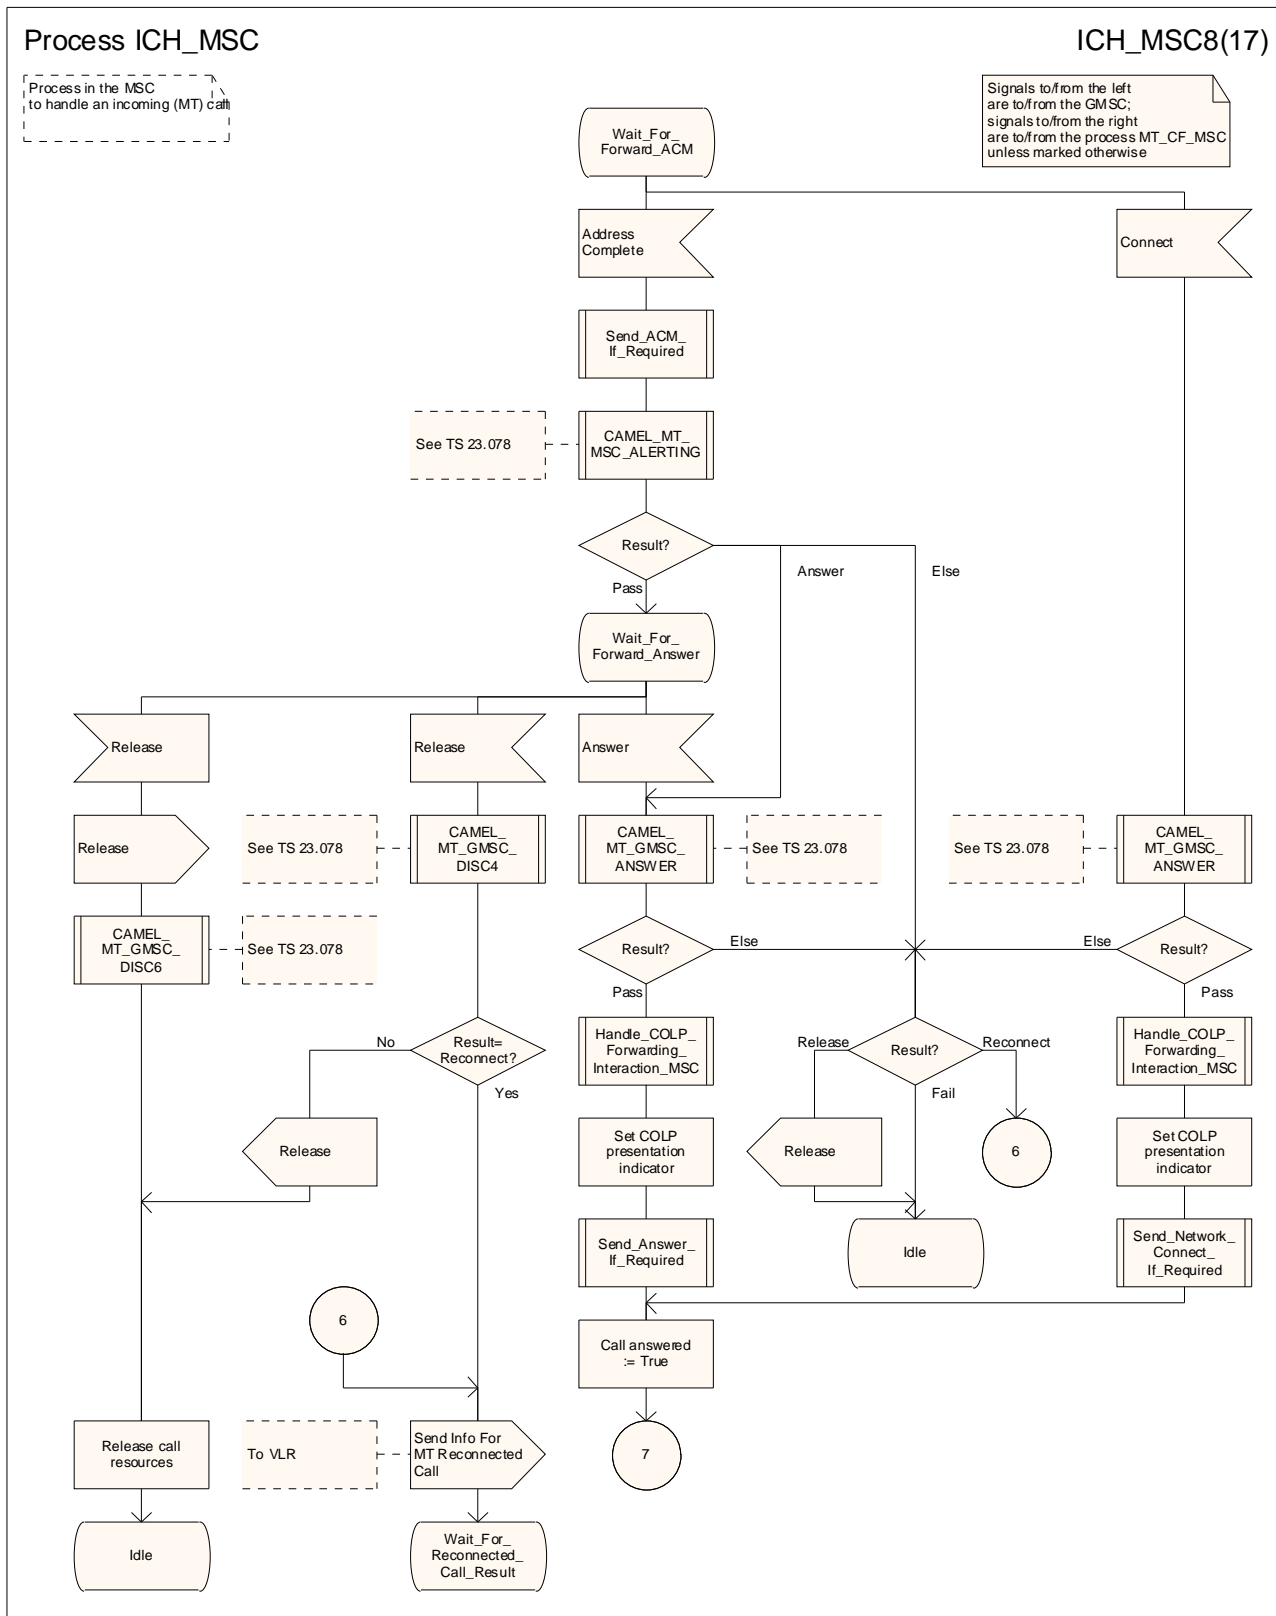 Process ICH_MSC
ICH_MSC8(17)
Process in the MSC
to handle an incoming (MT) call
Signals to/from the left
are to/from the GMSC;
signals to/from the right
are to/from the process MT_CF_MSC
unless marked otherwise
Wait_For_
Forward_ACM
Address
Complete
Connect
Send_ACM_
If_Required
See TS 23.078
CAMEL_MT_
MSC_ALERTING
Result?
Answer
Else
Pass
Wait_For_
Forward_Answer
Release
Release
Answer
Release
See TS 23.078
CAMEL_
MT_GMSC_
DISC4
CAMEL_
MT_GMSC_
ANSWER
See TS 23.078
See TS 23.078
CAMEL_
MT_GMSC_
ANSWER
CAMEL_
MT_GMSC_
DISC6
See TS 23.078
Result?
Else
Else
Result?
Pass
Pass
No
Result=
Reconnect?
Yes
Handle_COLP_
Forwarding_
Interaction_MSC
Release
Result?
Reconnect
Fail
Handle_COLP_
Forwarding_
Interaction_MSC
Release
Set COLP
presentation
indicator
Release
6
Set COLP
presentation
indicator
Send_Answer_
If_Required
Idle
Send_Network_
Connect_
If_Required
6
Call answered
:= True
Release call
resources
To VLR
Send Info For
MT Reconnected
Call
7
Idle
Wait_For_
Reconnected_
Call_Result